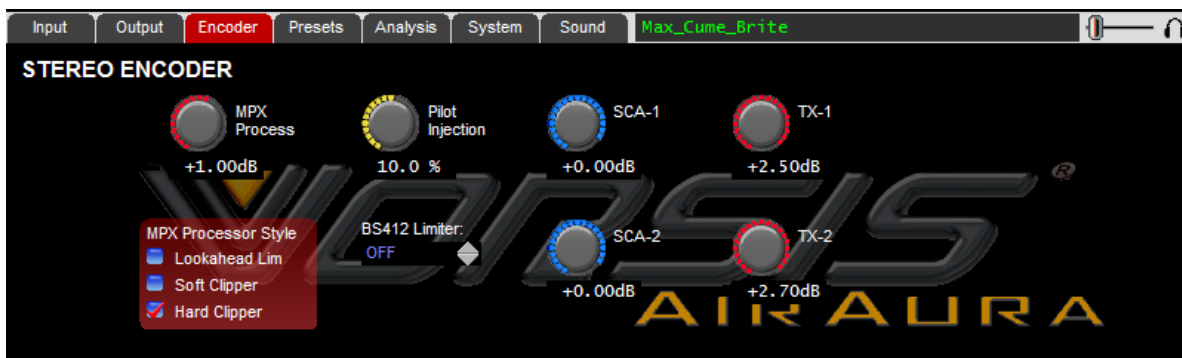 Input Output Encoder Presets Analysis System Sound Max_Cume_Brite
STEREO ENCODER
MPX Process
+1.00dB
Pilot Injection
10.0 %
SCA-1
+0.00dB
TX-1
+2.50dB
MPX Processor Style
Lookahead Lim
Soft Clipper
Hard Clipper
BS412 Limiter:
OFF
SCA-2
+0.00dB
TX-2
+2.70dB
VORSIS
®
AIRAURA